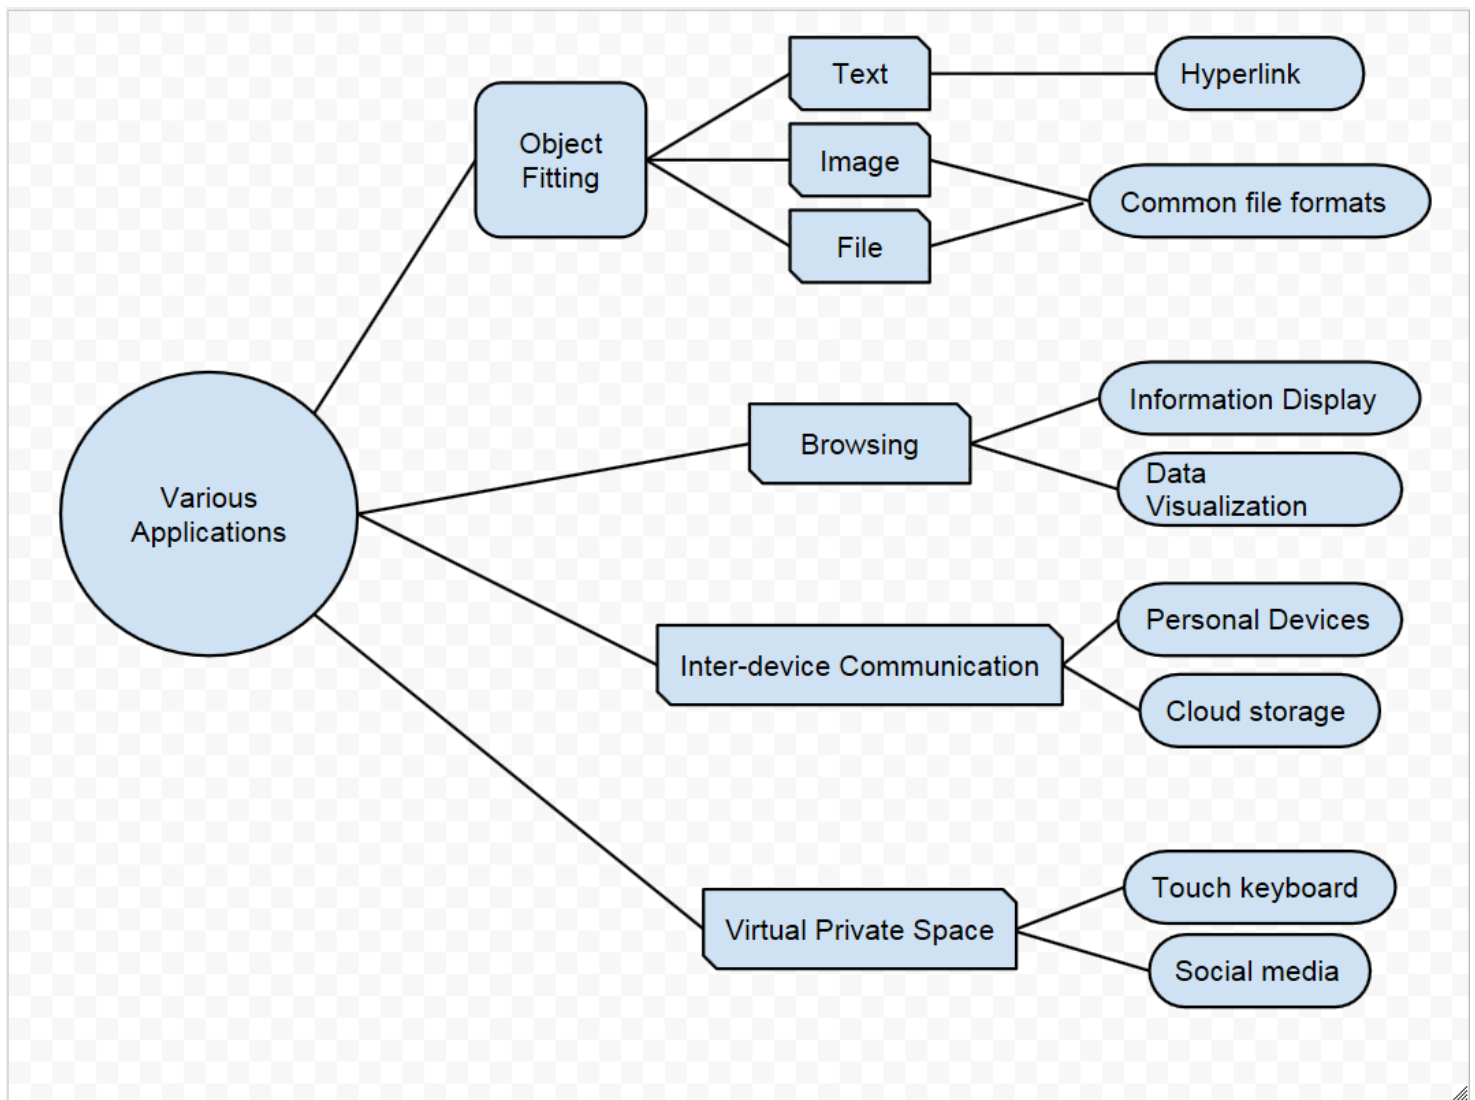 Various
Applications
Object
Fitting
Text
Hyperlink
Image
File
Common file formats
Browsing
Information Display
Data
Visualization
Inter-device Communication
Personal Devices
Cloud storage
Virtual Private Space
Touch keyboard
Social media